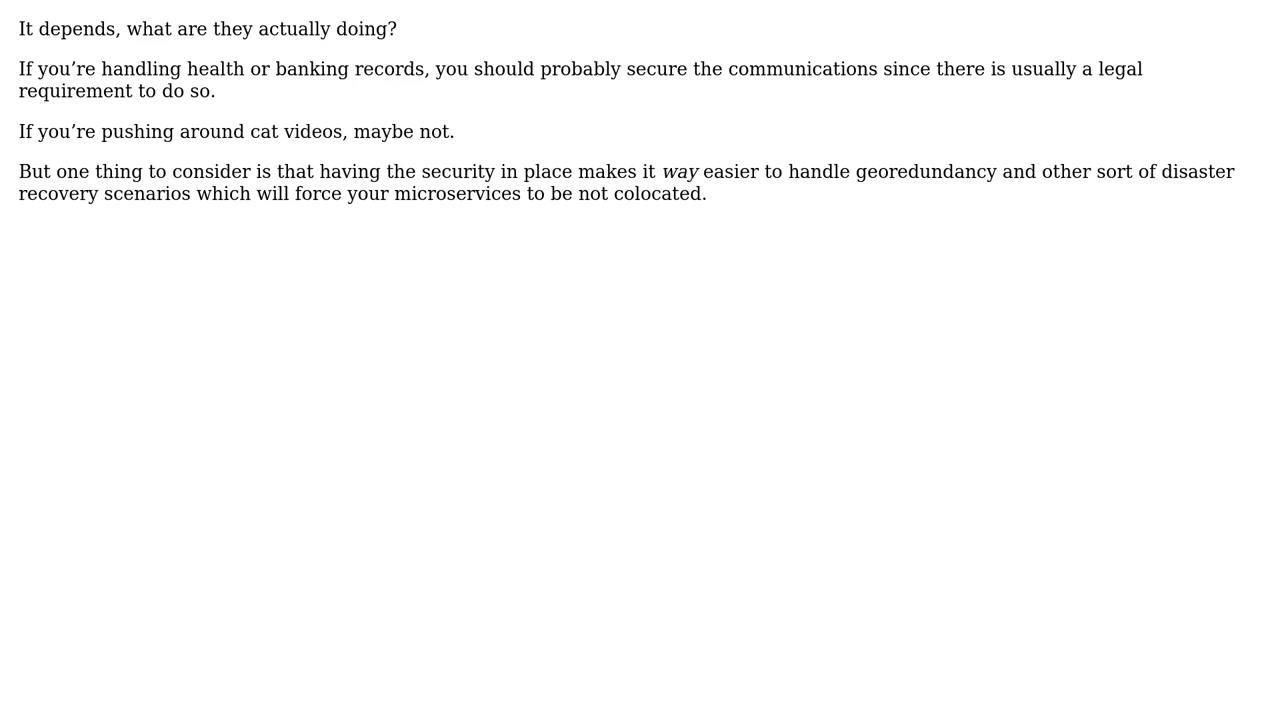 It depends, what are they actually doing?
If you’re handling health or banking records, you should probably secure the communications since there is usually a legal
requirement to do so.
If you’re pushing around cat videos, maybe not.
But one thing to consider is that having the security in place makes it way easier to handle georedundancy and other sort of disaster
recovery scenarios which will force your microservices to be not colocated.